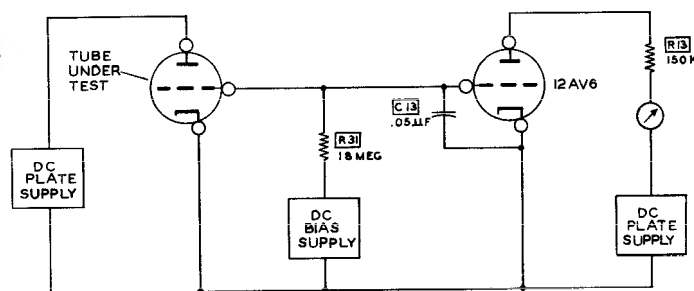 TUBE
UNDER
TEST
12AV6
R13
150 K
C13
.05µF
R31
18 MEG
DC
PLATE
SUPPLY
DC
BIAS
SUPPLY
DC
PLATE
SUPPLY